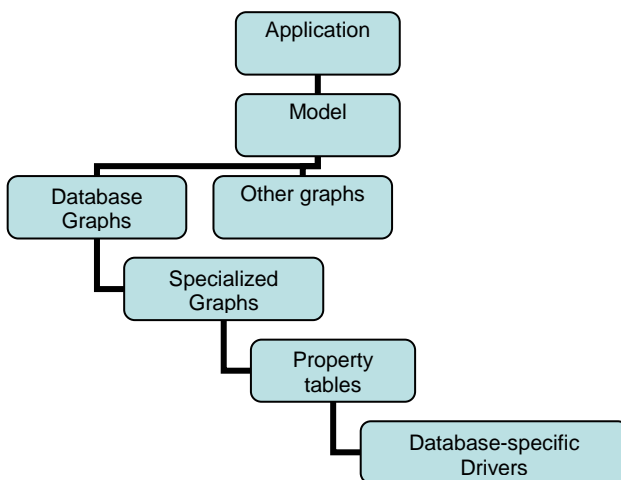 Application
Model
Database
Graphs
Other graphs
Specialized
Graphs
Property
tables
Database-specific
Drivers